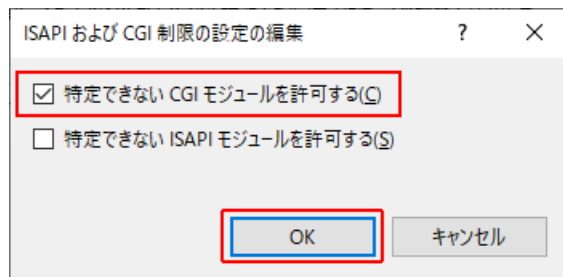 ISAPI および CGI 制限の設定の編集
特定できない CGI モジュールを許可する(C)
特定できない ISAPI モジュールを許可する(S)
OK
キャンセル